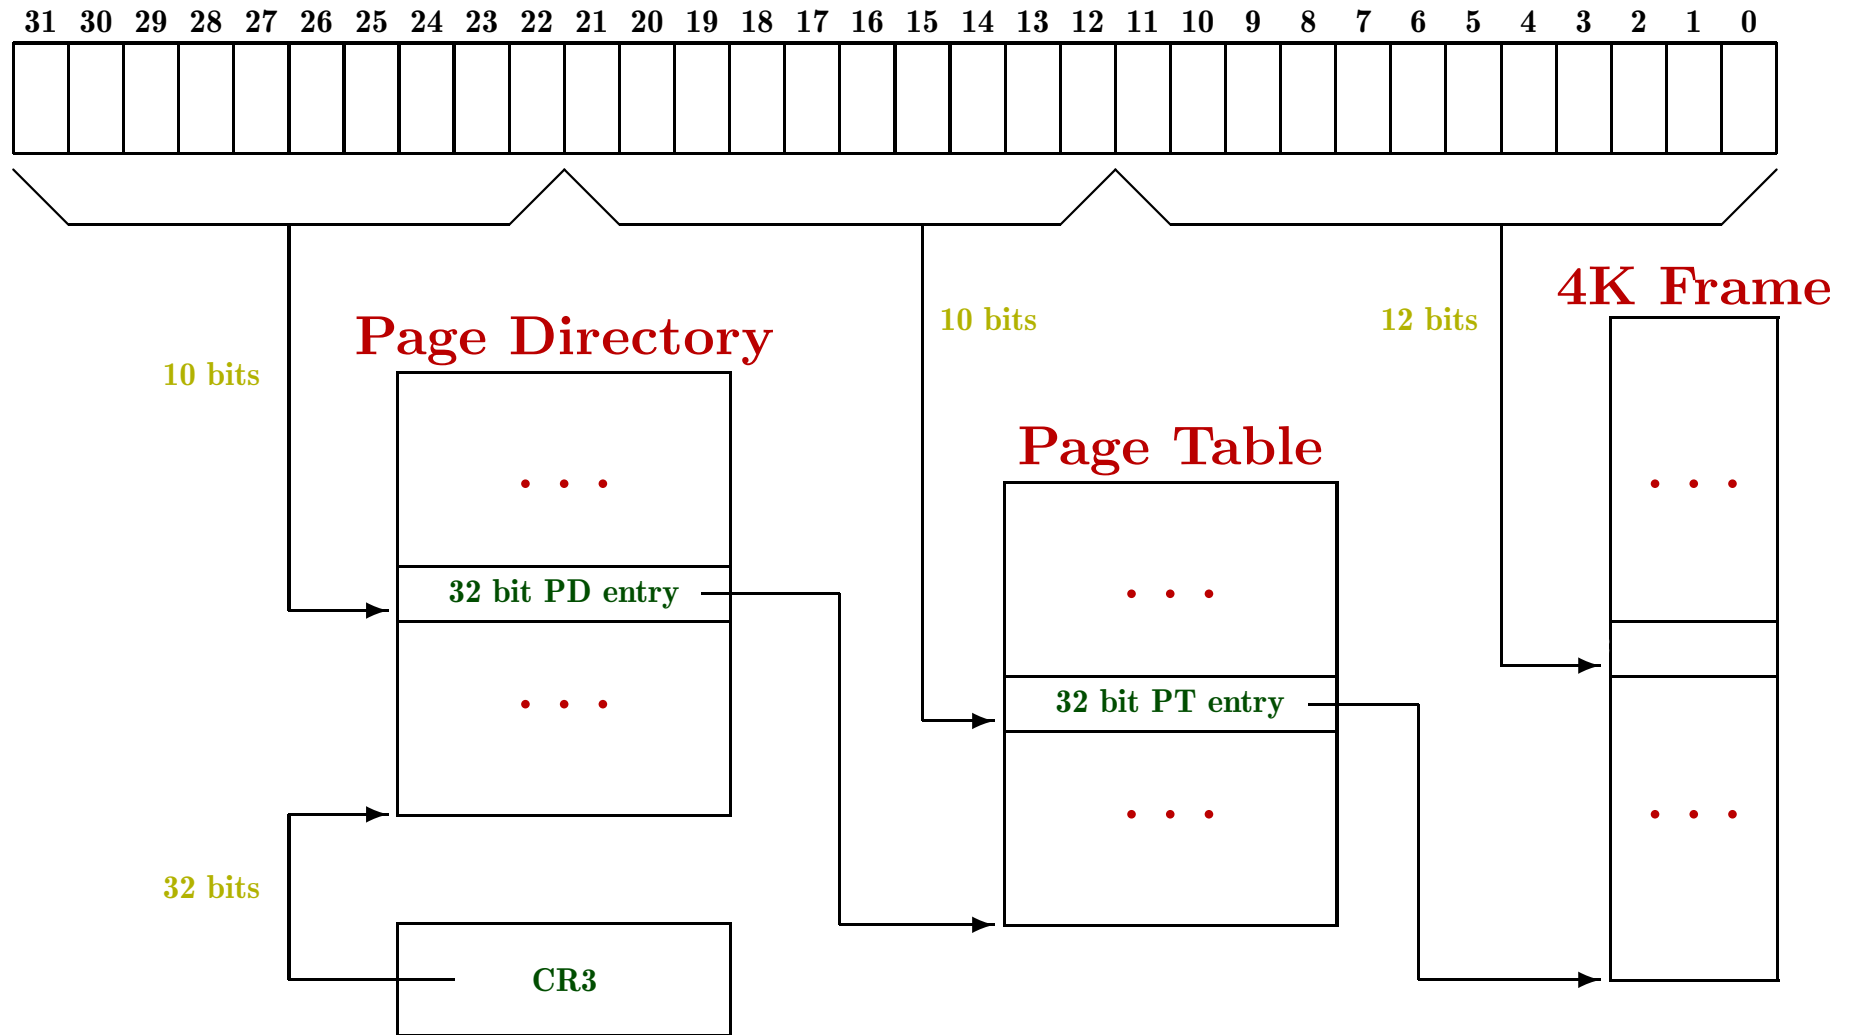 31 30 29 28 27 26 25 24 23 22 21 20 19 18 17 16 15 14 13 12 11 10 9 8 7 6 5 4 3 2 1 0
4K Frame
10 bits
12 bits
Page Directory
10 bits
Page Table
. . .
. . .
32 bit PD entry
. . .
. . .
32 bit PT entry
. . .
. . .
32 bits
CR3